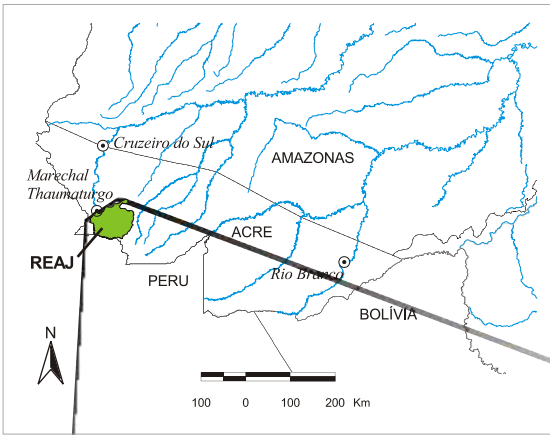 Cruzeiro do Sul
AMAZONAS
Marechal
Thaumaturgo
ACRE
REAJ
PERU
Rio Branco
BOLÍVIA
N
100 0 100 200 Km